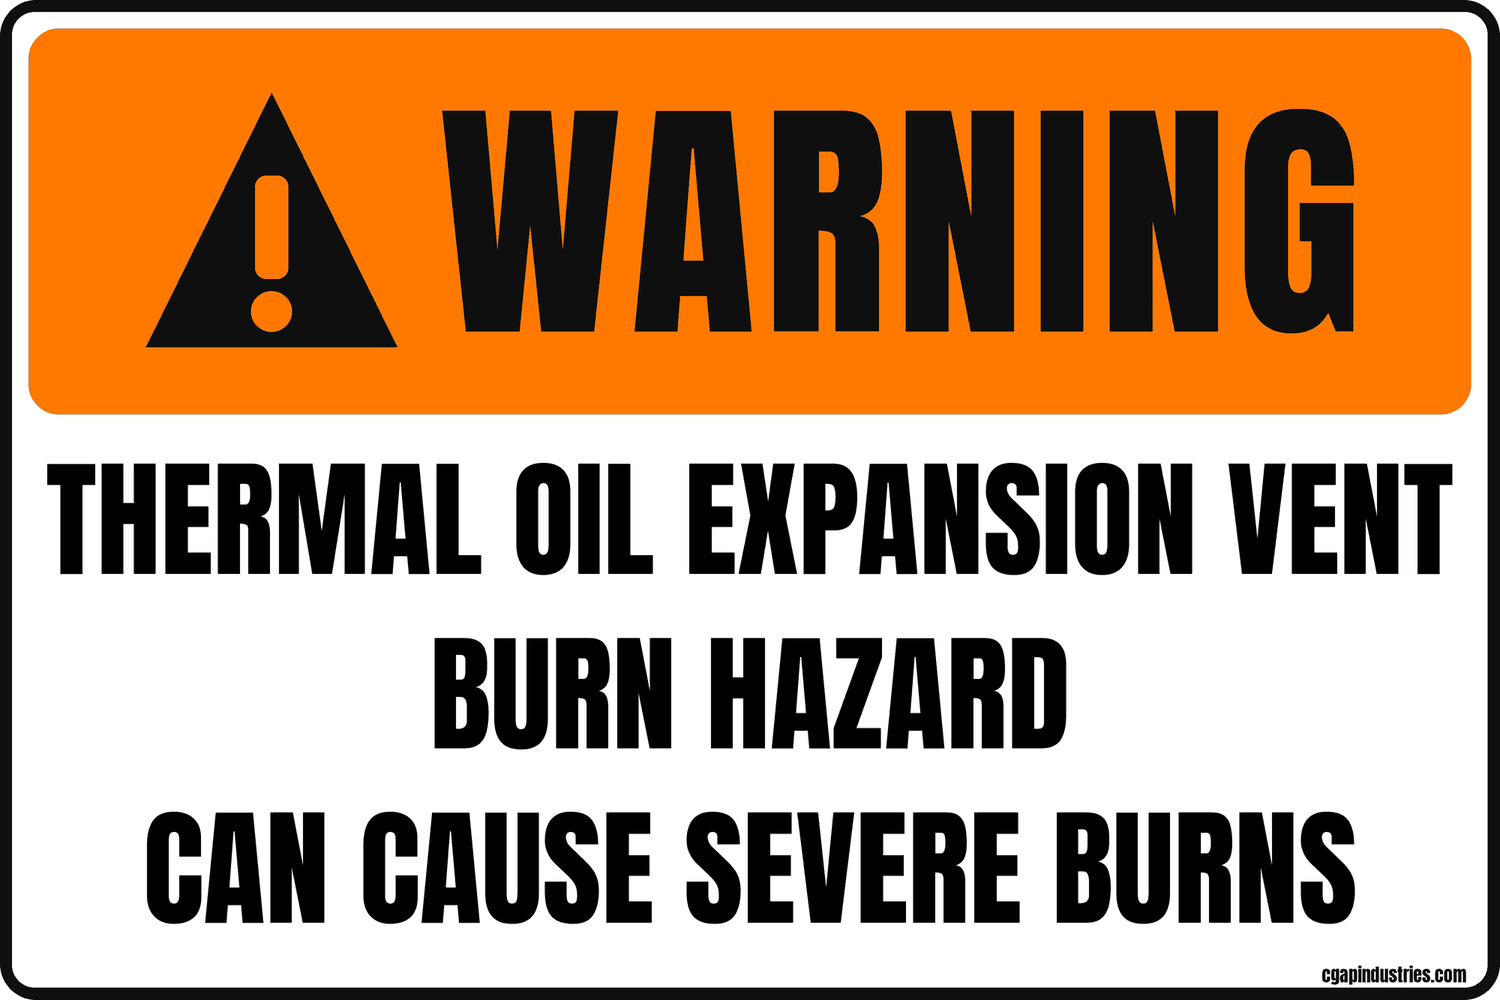 WARNING
THERMAL OIL EXPANSION VENT
BURN HAZARD
CAN CAUSE SEVERE BURNS
cgapindustries.com